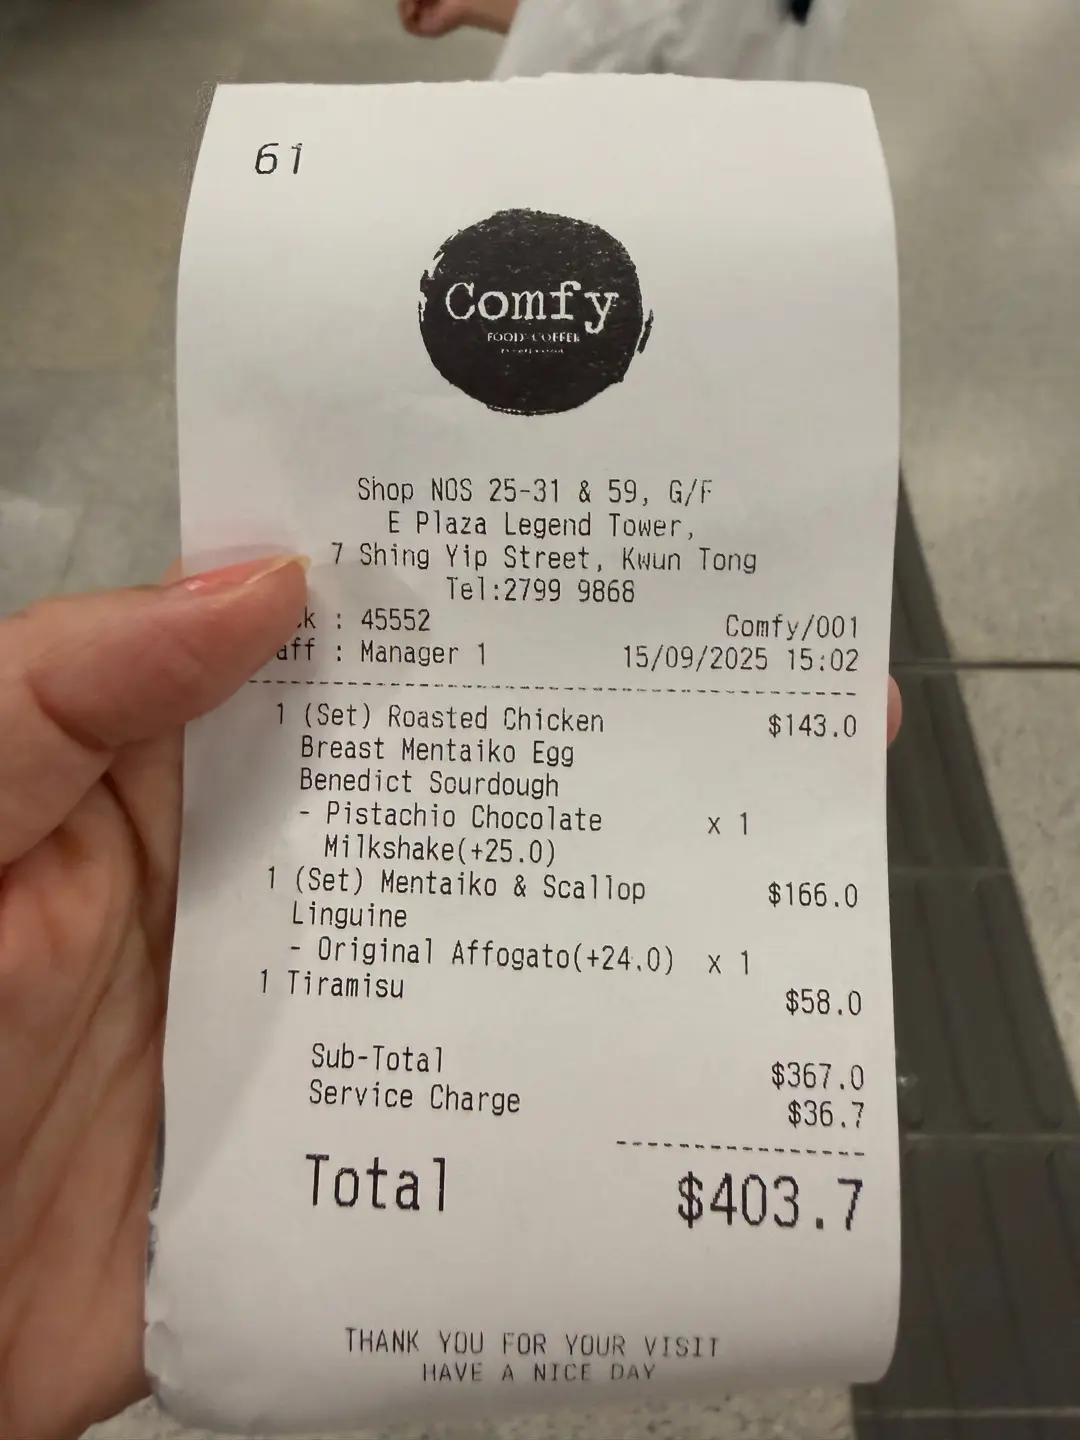 61
Comfy
FOOD COFFEE
Shop NOS 25-31 & 59, G/F
E Plaza Legend Tower,
7 Shing Yip Street, Kwun Tong
Tel:2799 9868
: 45552 Comfy/001
: Manager 1 15/09/2025 15:02
1 (Set) Roasted Chicken $143.0
Breast Mentaiko Egg
Benedict Sourdough
- Pistachio Chocolate x 1
Milkshake(+25.0)
1 (Set) Mentaiko & Scallop $166.0
Linguine
- Original Affogato(+24.0) x 1
1 Tiramisu $58.0
Sub-Total $367.0
Service Charge $36.7
Total $403.7
THANK YOU FOR YOUR VISIT
HAVE A NICE DAY